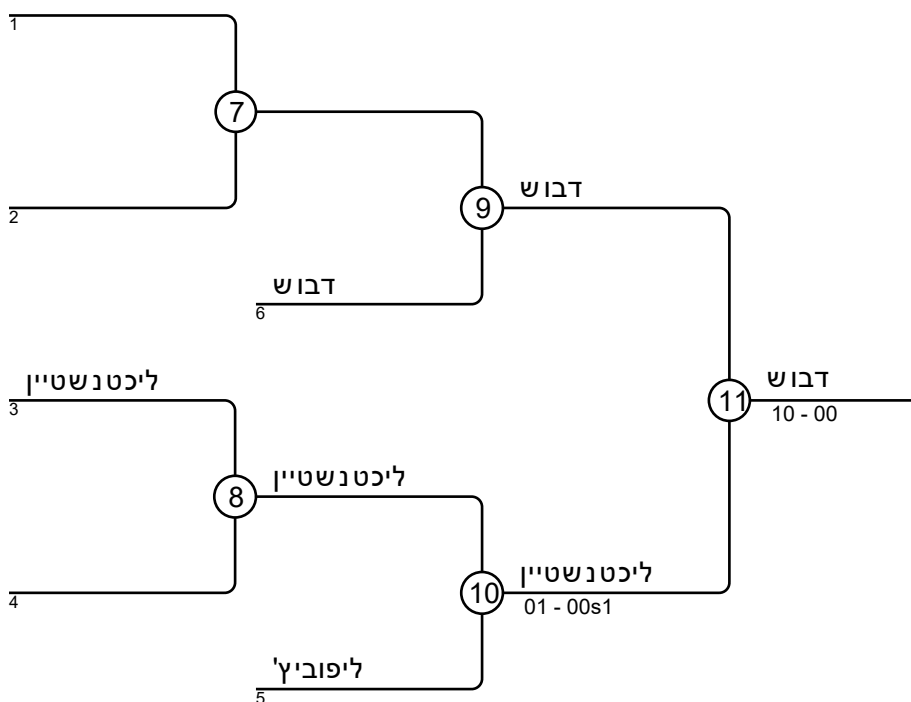 1
7
2
דבוש
9
דבוש
6
ליכטנשטיין
3
דבוש
11
10 - 00
ליכטנשטיין
8
ליכטנשטיין
10
4
01 - 00s1
ליפוביץ'
5